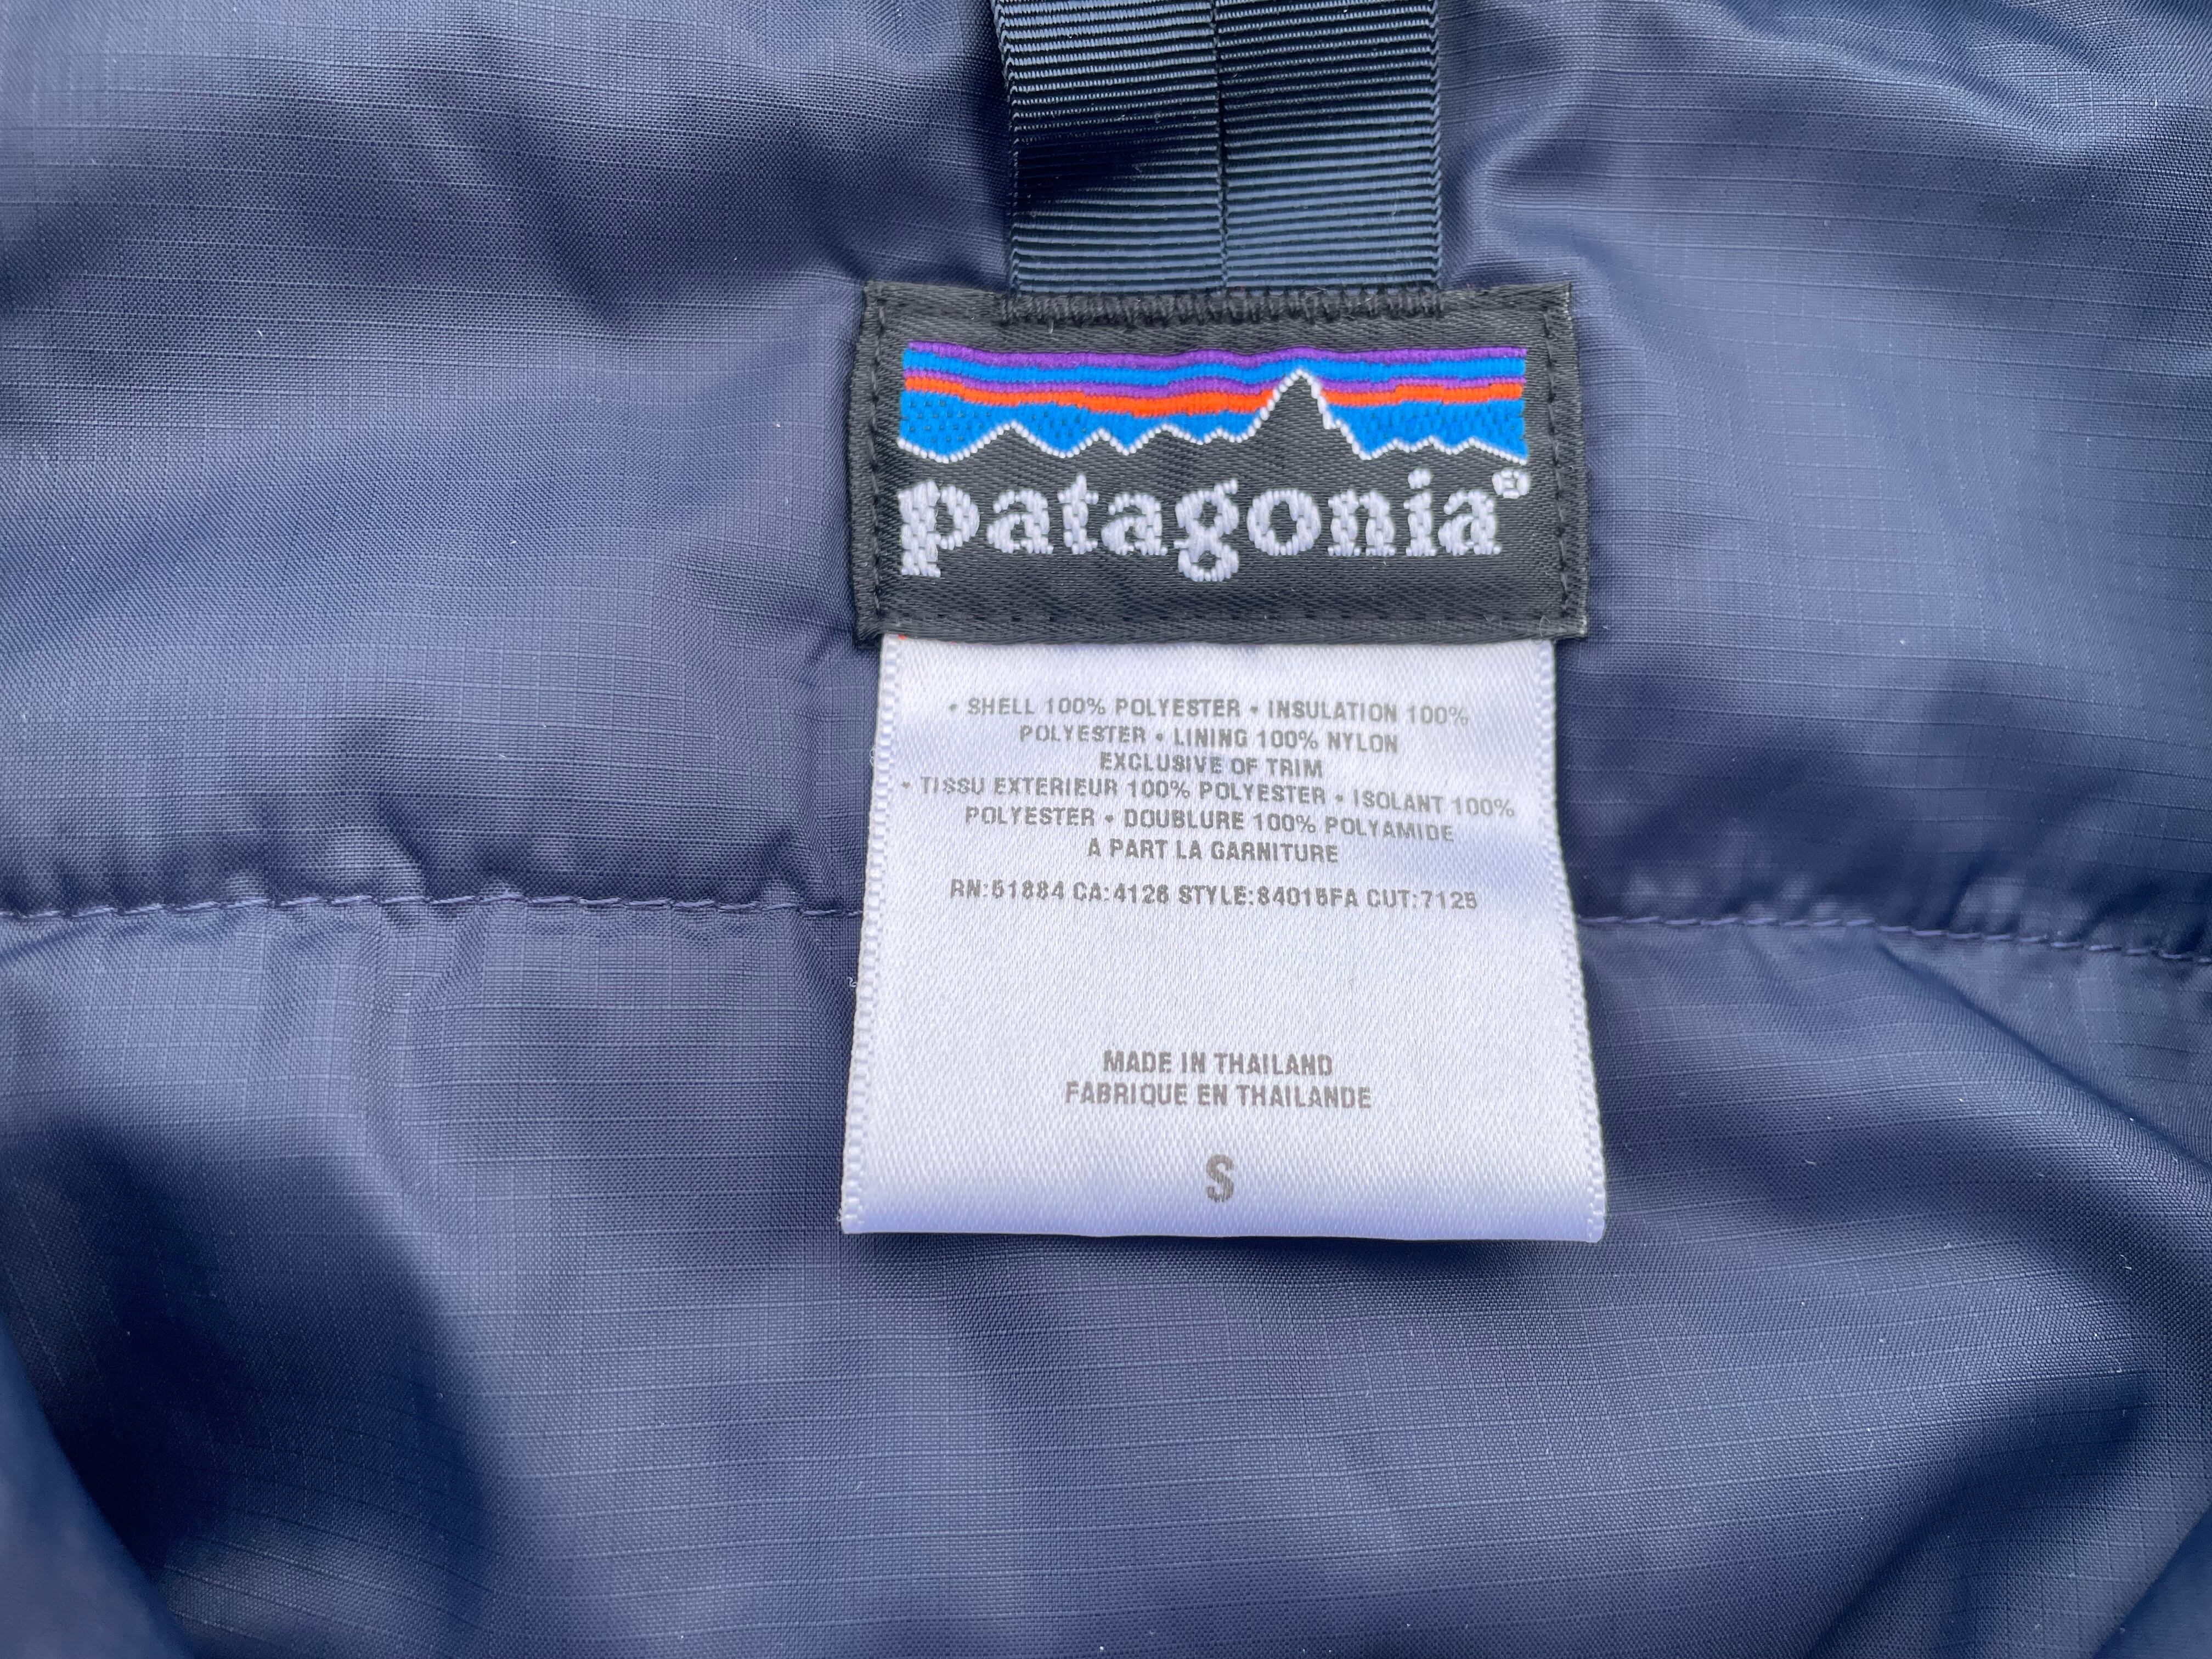 patagonia®
• SHELL 100% POLYESTER • INSULATION 100%
POLYESTER • LINING 100% NYLON
EXCLUSIVE OF TRIM
• TISSU EXTERIEUR 100% POLYESTER • ISOLANT 100%
POLYESTER • DOUBLURE 100% POLYAMIDE
A PART LA GARNITURE
RN:51884 CA:4126 STYLE:84015FA CUT:7125
MADE IN THAILAND
FABRIQUE EN THAILANDE
S